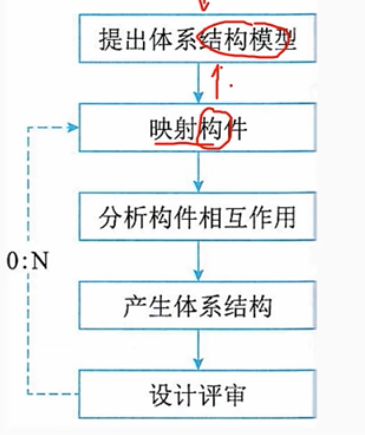 提出体系结构模型
映射构件
分析构件相互作用
0:N
产生体系结构
设计评审